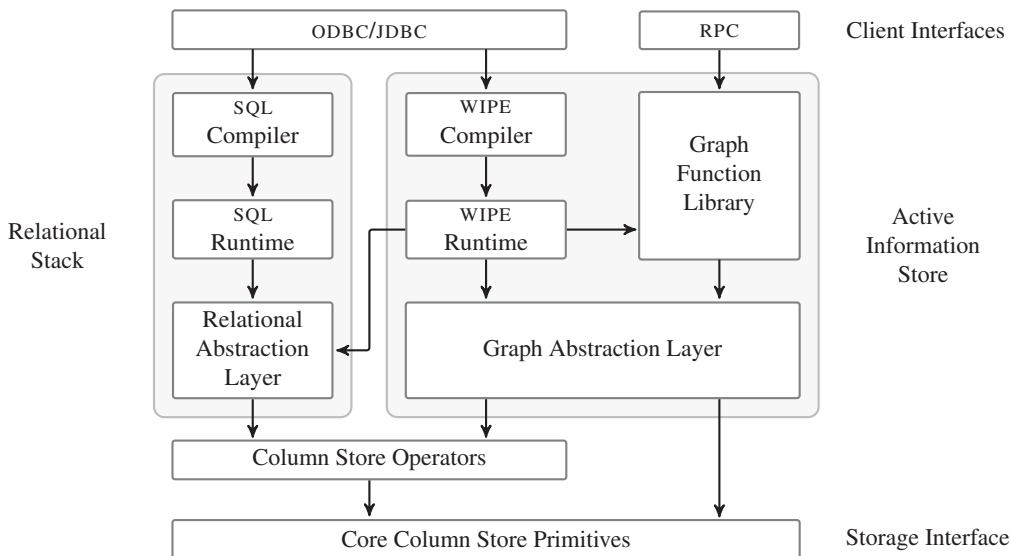 ODBC/JDBC
RPC
Client Interfaces
SQL
Compiler
WIPE
Compiler
Graph
Function
Library
Relational
Stack
SQL
Runtime
WIPE
Runtime
Active
Information
Store
Relational
Abstraction
Layer
Graph Abstraction Layer
Column Store Operators
Core Column Store Primitives
Storage Interface